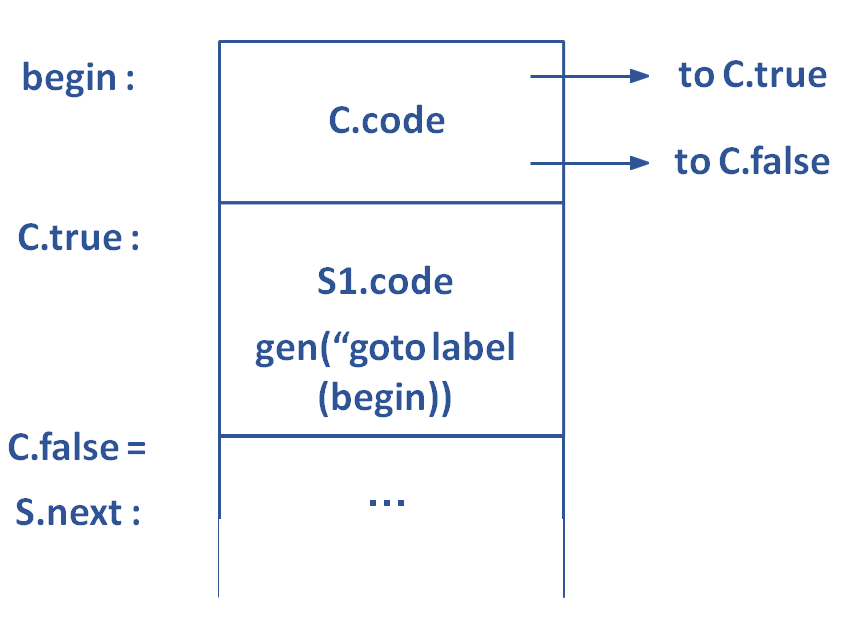 begin :
to C.true
C.code
to C.false
C.true :
S1.code
gen(“goto label
(begin))
C.false =
S.next :
...